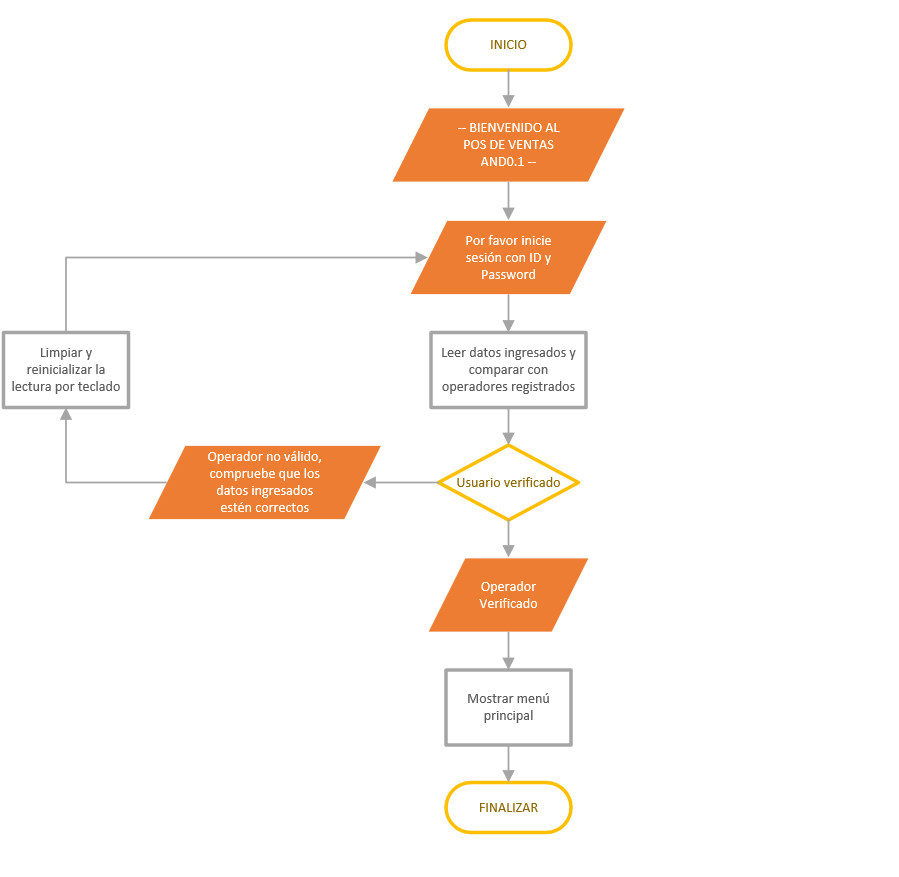 INICIO
-- BIENVENIDO AL
POS DE VENTAS
AND0.1 --
Por favor inicie
sesión con ID y
Password
Limpiar y
reinicializar la
lectura por teclado
Leer datos ingresados y
comparar con
operadores registrados
Operador no válido,
compruebe que los
datos ingresados
estén correctos
Usuario verificado
Operador
Verificado
Mostrar menú
principal
FINALIZAR